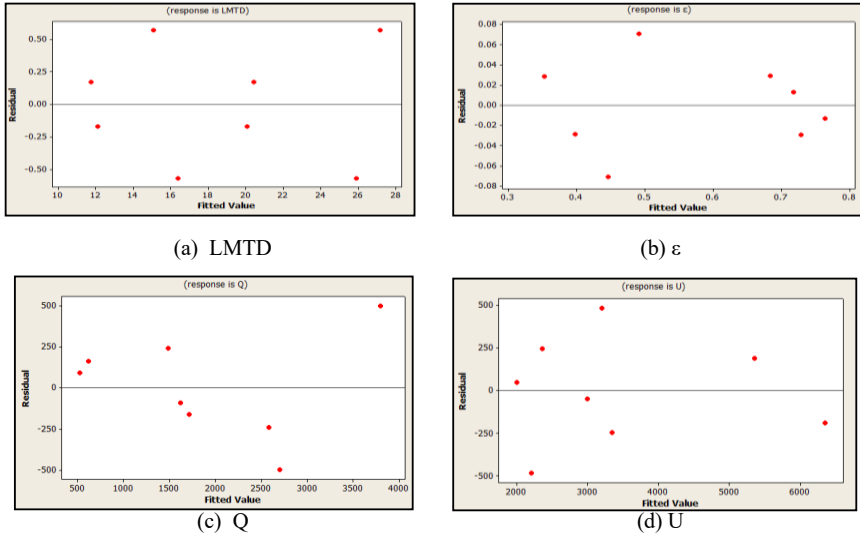 (response is LMTD)
0.50
0.25
0.00
-0.25
-0.50
Residual
10 12 14 16 18 20 22 24 26 28
Fitted Value
(a) LMTD
(response is ε)
0.08
0.06
0.04
0.02
0.00
-0.02
-0.04
-0.06
-0.08
Residual
0.3 0.4 0.5 0.6 0.7 0.8
Fitted Value
(b) ε
(response is Q)
500
250
0
-250
-500
Residual
500 1000 1500 2000 2500 3000 3500 4000
Fitted Value
(c) Q
(response is U)
500
250
0
-250
-500
Residual
2000 3000 4000 5000 6000
Fitted Value
(d) U